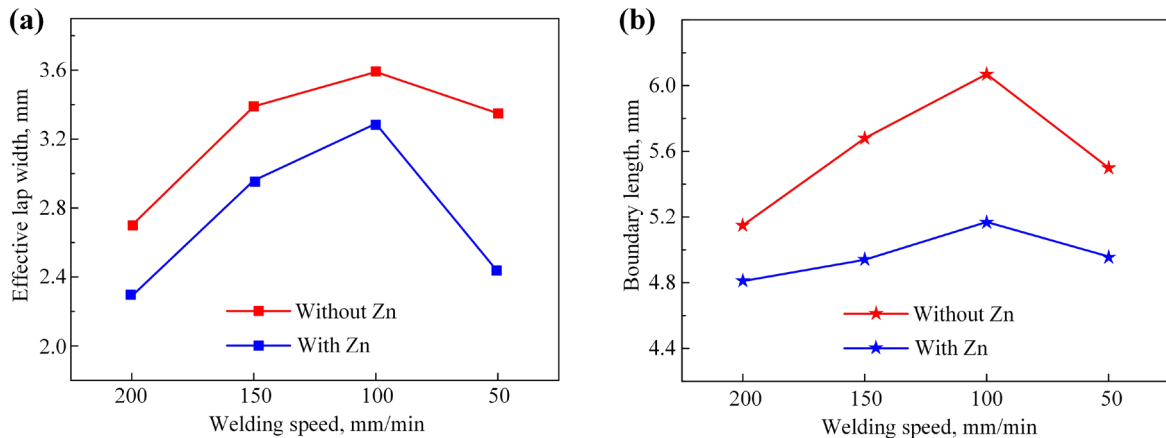 (a)
Effective lap width, mm
3.6
3.2
2.8
2.4
2.0
Without Zn
With Zn
200 150 100 50
Welding speed, mm/min
(b)
Boundary length, mm
6.0
5.6
5.2
4.8
4.4
Without Zn
With Zn
200 150 100 50
Welding speed, mm/min